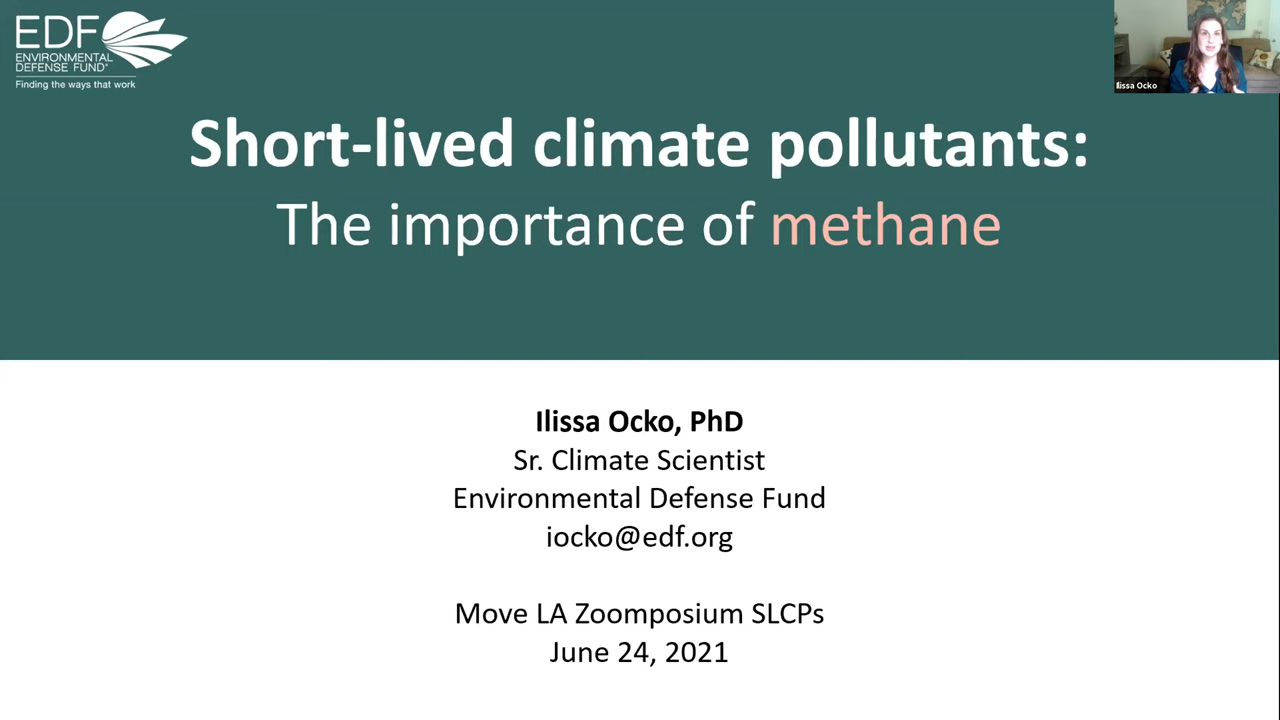 EDF
ENVIRONMENTAL
DEFENSE FUND®
Finding the ways that work
Ilissa Ocko
Short-lived climate pollutants:
The importance of methane
Ilissa Ocko, PhD
Sr. Climate Scientist
Environmental Defense Fund
iocko@edf.org
Move LA Zoomposium SLCPs
June 24, 2021